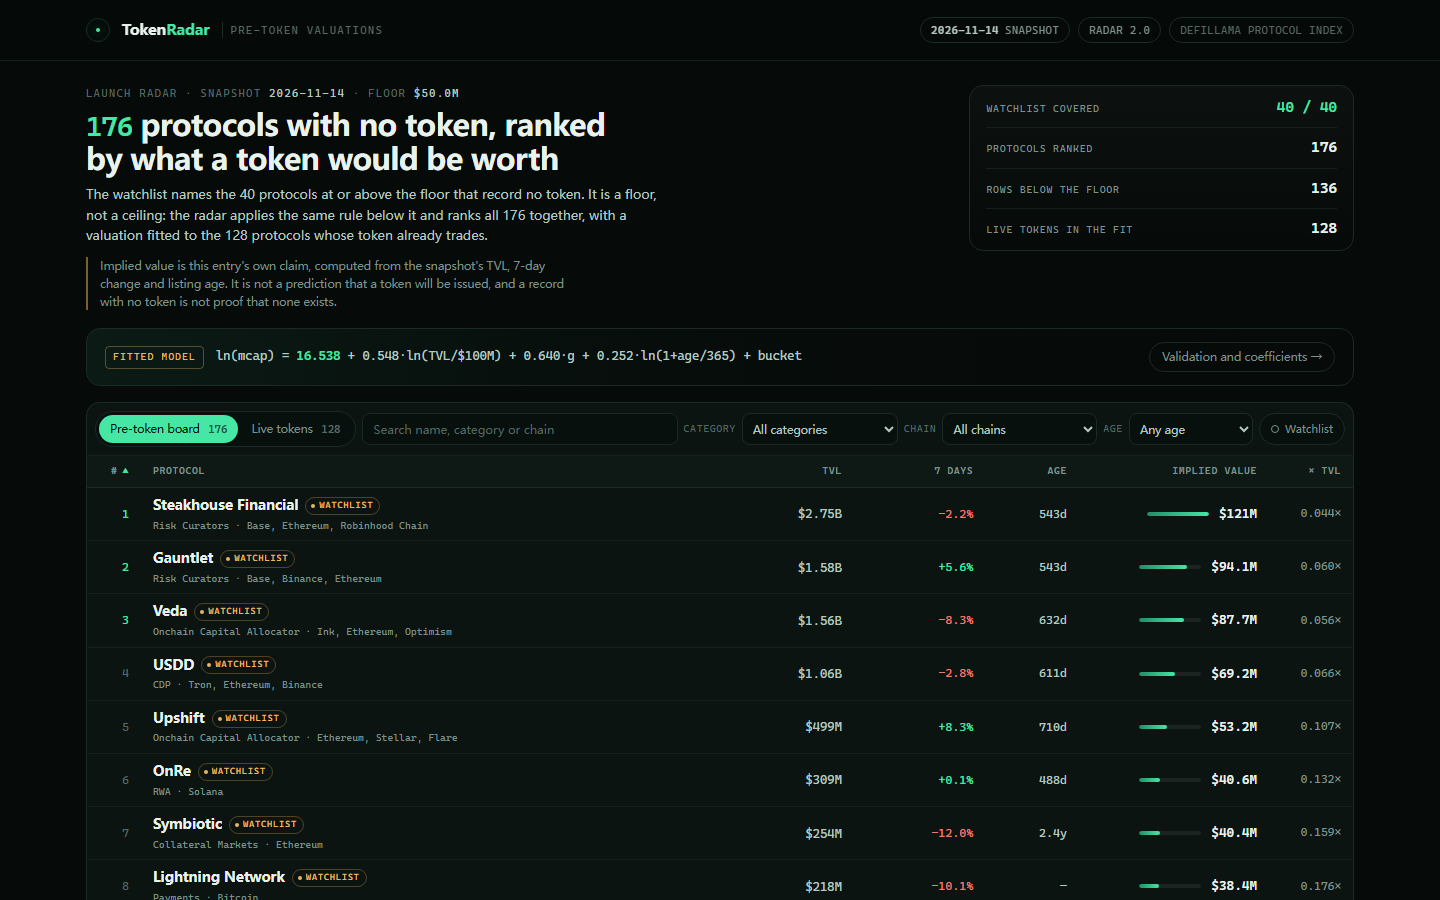 TokenRadar PRE-TOKEN VALUATIONS
2026-11-14 SNAPSHOT
RADAR 2.0
DEFILLAMA PROTOCOL INDEX
LAUNCH RADAR · SNAPSHOT 2026-11-14 · FLOOR $50.0M
176 protocols with no token, ranked
by what a token would be worth
The watchlist names the 40 protocols at or above the floor that record no token. It is a floor,
not a ceiling: the radar applies the same rule below it and ranks all 176 together, with a
valuation fitted to the 128 protocols whose token already trades.
Implied value is this entry's own claim, computed from the snapshot's TVL, 7-day
change and listing age. It is not a prediction that a token will be issued, and a record
with no token is not proof that none exists.
WATCHLIST COVERED 40 / 40
PROTOCOLS RANKED 176
ROWS BELOW THE FLOOR 136
LIVE TOKENS IN THE FIT 128
FITTED MODEL ln(mcap) = 16.538 + 0.548·ln(TVL/$100M) + 0.640·g + 0.252·ln(1+age/365) + bucket
Validation and coefficients →
Pre-token board 176 Live tokens 128 Search name, category or chain CATEGORY All categories CHAIN All chains AGE Any age Watchlist
# ▲ PROTOCOL TVL 7 DAYS AGE IMPLIED VALUE × TVL
1 Steakhouse Financial WATCHLIST $2.75B −2.2% 543d $121M 0.044×
Risk Curators · Base, Ethereum, Robinhood Chain
2 Gauntlet WATCHLIST $1.58B +5.6% 543d $94.1M 0.060×
Risk Curators · Base, Binance, Ethereum
3 Veda WATCHLIST $1.56B −8.3% 632d $87.7M 0.056×
Onchain Capital Allocator · Ink, Ethereum, Optimism
4 USDD WATCHLIST $1.06B −2.8% 611d $69.2M 0.066×
CDP · Tron, Ethereum, Binance
5 Upshift WATCHLIST $499M +8.3% 710d $53.2M 0.107×
Onchain Capital Allocator · Ethereum, Stellar, Flare
6 OnRe WATCHLIST $309M +0.1% 488d $40.6M 0.132×
RWA · Solana
7 Symbiotic WATCHLIST $254M −12.0% 2.4y $40.4M 0.159×
Collateral Markets · Ethereum
8 Lightning Network WATCHLIST $218M −10.1% — $38.4M 0.176×
Payments · Bitcoin